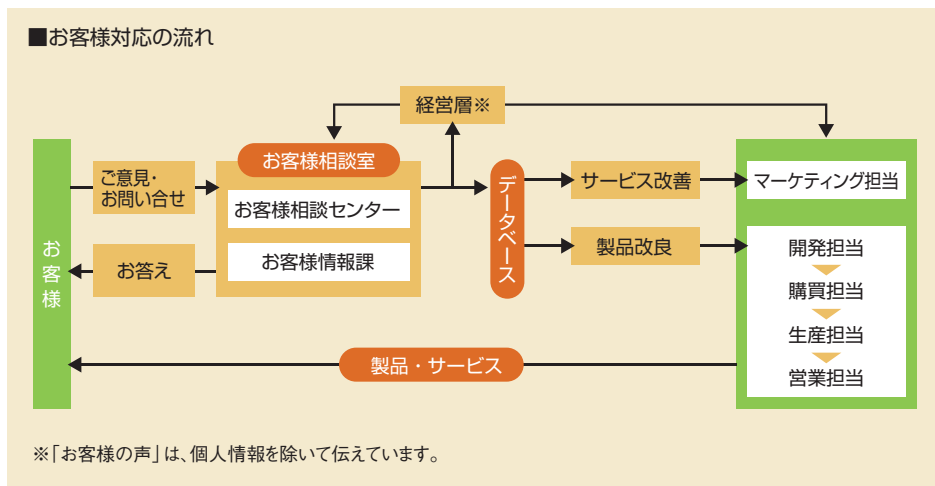 ■お客様対応の流れ
経営層※
お客様相談室
ご意見・
お問い合せ
お客様相談センター
お客様情報課
お答え
お客様
データベース
サービス改善
製品改良
マーケティング担当
開発担当
購買担当
生産担当
営業担当
製品・サービス
※「お客様の声」は、個人情報を除いて伝えています。